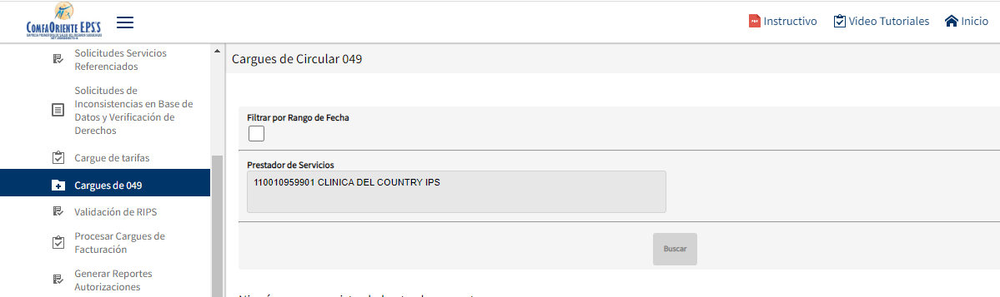 COMFAORIENTE EPS'S
Instructivo
Video Tutoriales
Inicio
Solicitudes Servicios
Referenciados
Solicitudes de
Inconsistencias en Base de
Datos y Verificación de
Derechos
Cargue de tarifas
Cargues de 049
Validación de RIPS
Procesar Cargues de
Facturación
Generar Reportes
Autorizaciones
Cargues de Circular 049
Filtrar por Rango de Fecha
Prestador de Servicios
110010959901 CLINICA DEL COUNTRY IPS
Buscar